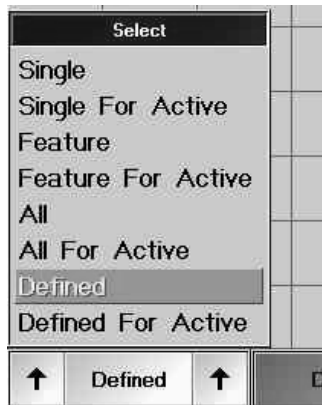 Select
Single
Single For Active
Feature
Feature For Active
All
All For Active
Defined
Defined For Active
Defined